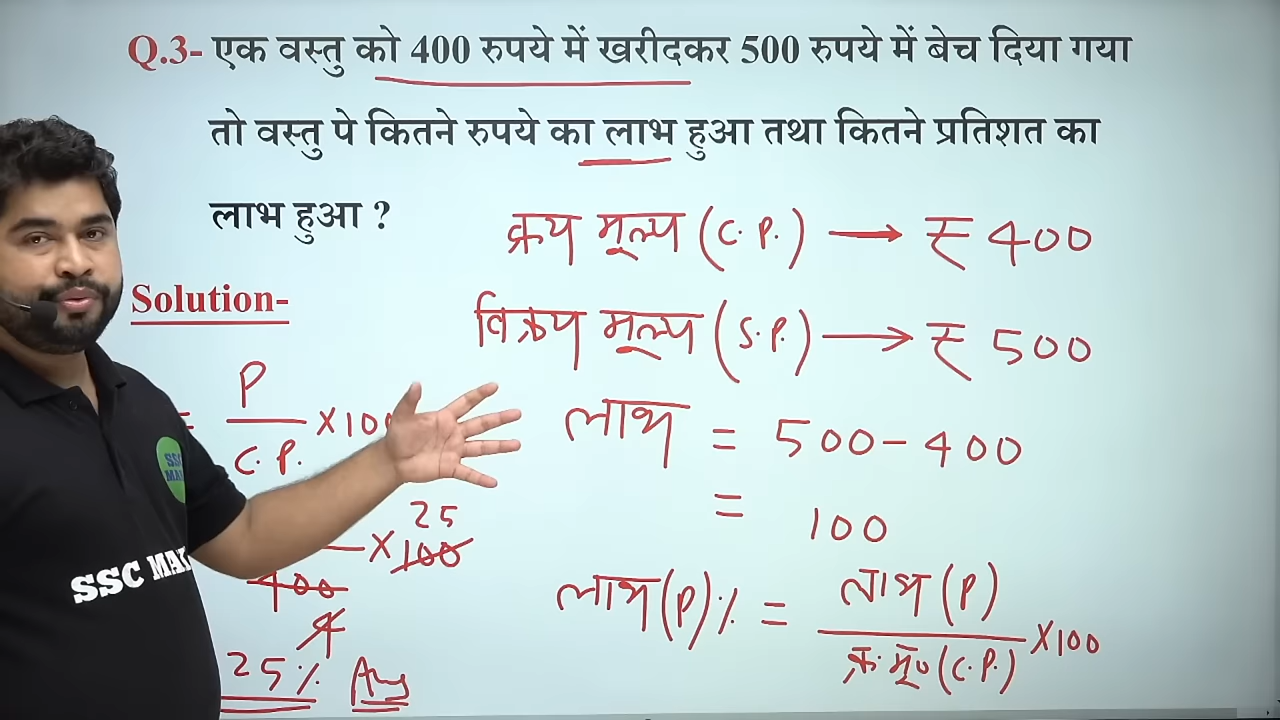 Q.3- एक वस्तु को 400 रुपये में खरीदकर 500 रुपये में बेच दिया गया
तो वस्तु पे कितने रुपये का लाभ हुआ तथा कितने प्रतिशत का
लाभ हुआ ?
क्रय मूल्य (C.P.) → ₹ 400
Solution-
विक्रय मूल्य (S.P.) → ₹ 500
लाभ = 500 - 400
= 100
लाभ (P) % = लाभ (P)
क्र. मू० (C.P.) ×100
= P
C.P. ×100
25
×100
400
4
25% Ans
SSC
SSC MA